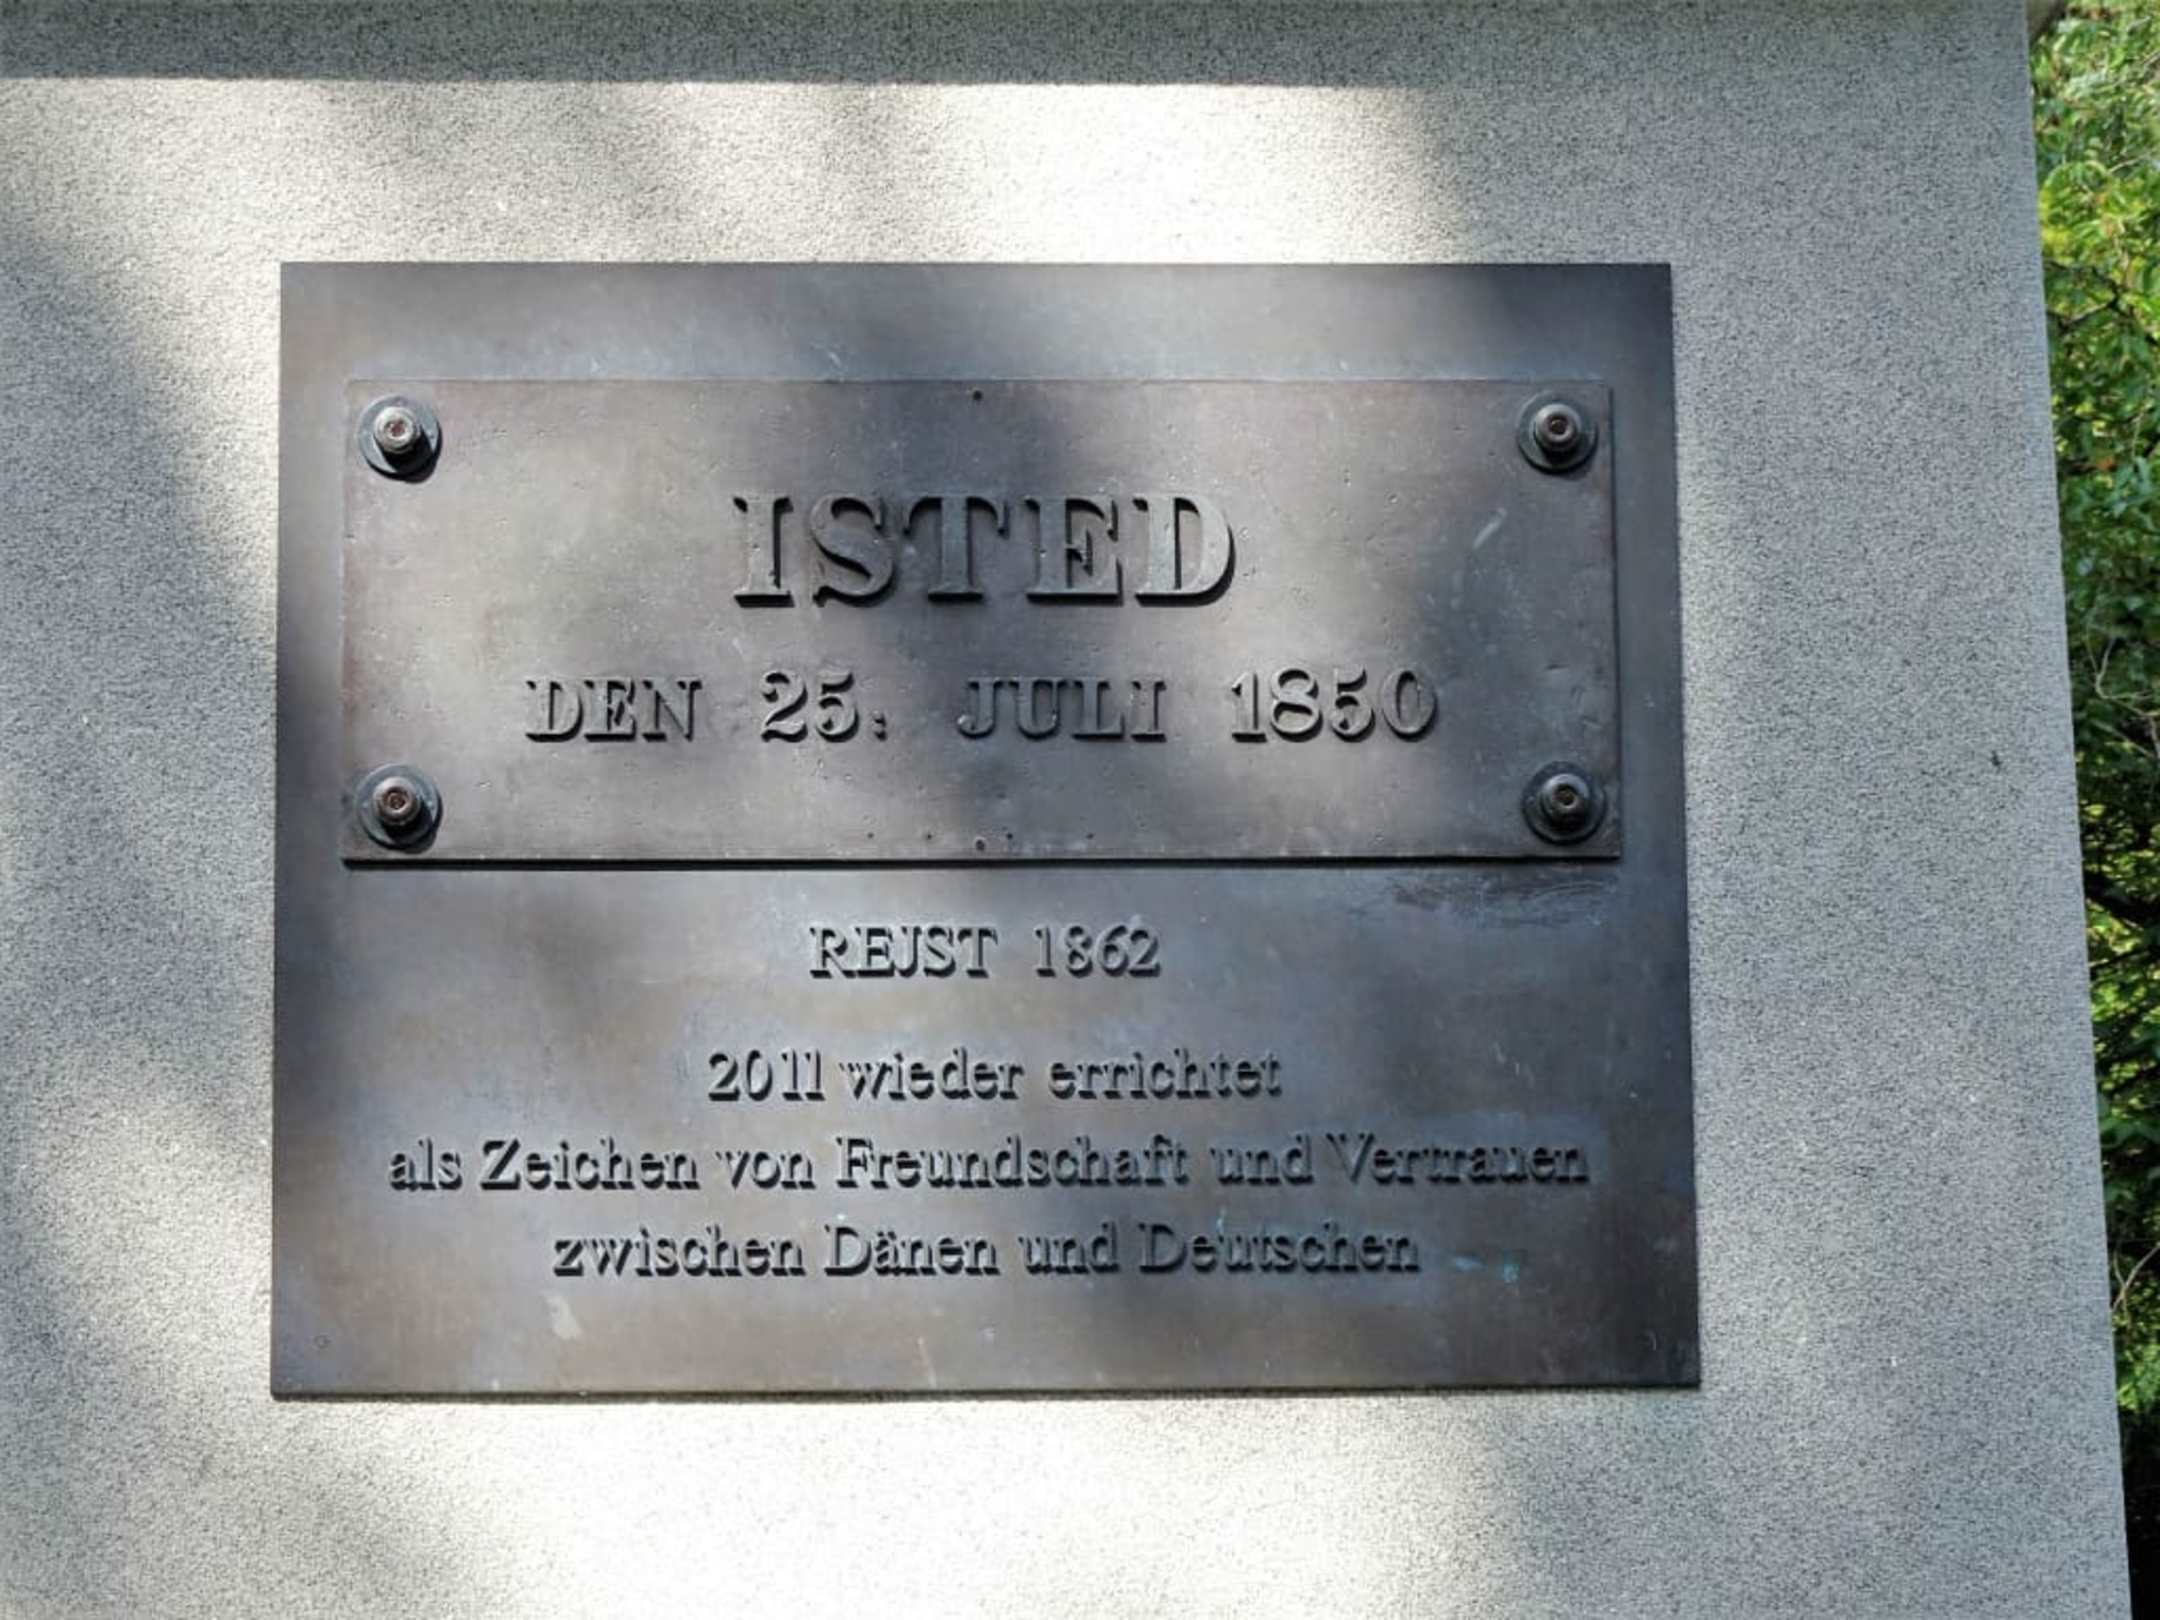 ISTED
DEN 25: JULI 1850
REJST 1862
2011 wieder errichtet
als Zeichen von Freundschaft und Vertrauen
zwischen Dänen und Deutschen